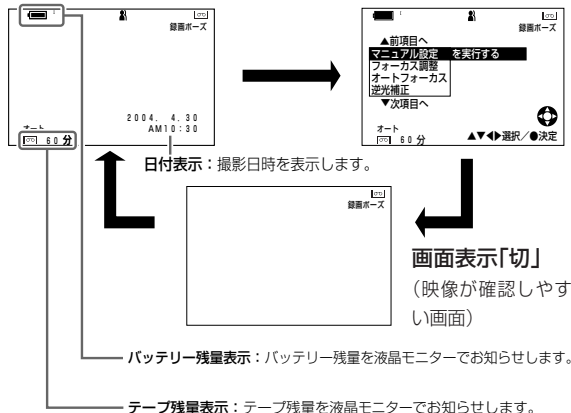 録画ポーズ
2004. 4.30
AM10:30
オート
60分
録画ポーズ
▲前項目へ
マニュアル設定 を実行する
フォーカス調整
オートフォーカス
逆光補正
▼次項目へ
オート
60分
▲▼◀▶選択/●決定
日付表示:撮影日時を表示します。
録画ポーズ
画面表示「切」
(映像が確認しやす
い画面)
バッテリー残量表示:バッテリー残量を液晶モニターでお知らせします。
テープ残量表示:テープ残量を液晶モニターでお知らせします。